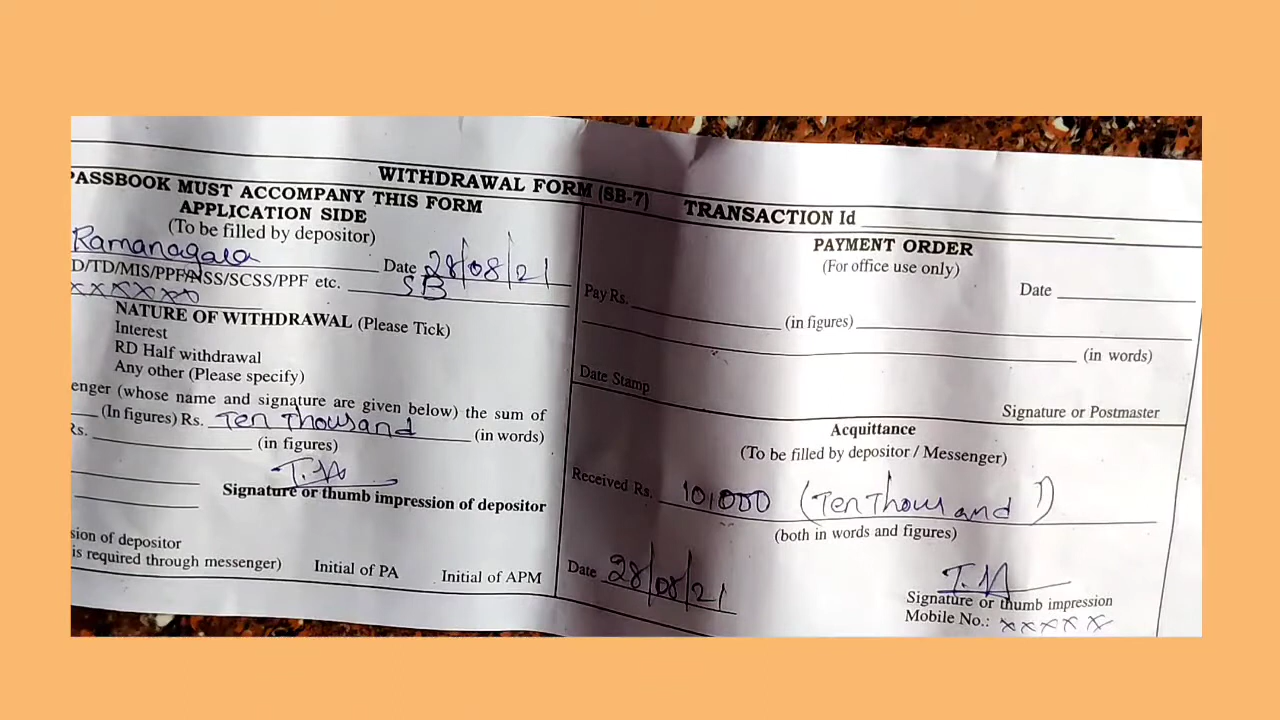 WITHDRAWAL FORM (SB-7)
PASSBOOK MUST ACCOMPANY THIS FORM
APPLICATION SIDE
(To be filled by depositor)
Ramanagara Date 28/08/21
D/TD/MIS/PPF/NSS/SCSS/PPF etc. SB
xxxxxx
NATURE OF WITHDRAWAL (Please Tick)
Interest
RD Half withdrawal
Any other (Please specify)
enger (whose name and signature are given below) the sum of
(In figures) Rs. Ten Thousand (in words)
Rs. (in figures)
T.M
Signature or thumb impression of depositor
sion of depositor
is required through messenger) Initial of PA Initial of APM
TRANSACTION Id
PAYMENT ORDER
(For office use only)
Date
Pay Rs. (in figures)
(in words)
Date Stamp
Signature or Postmaster
Acquittance
(To be filled by depositor / Messenger)
Received Rs. 10,000 (Ten Thousand)
(both in words and figures)
Date 28/08/21
T.M
Signature or thumb impression
Mobile No.: xxxxx